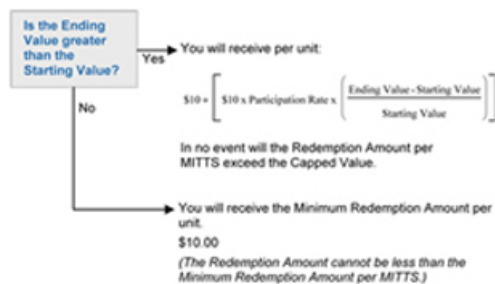 Is the Ending
Value greater
than the
Starting Value?
Yes
You will receive per unit:
$10 + [ $10 x Participation Rate x ( Ending Value - Starting Value
Starting Value ) ]
In no event will the Redemption Amount per
MITTS exceed the Capped Value.
No
You will receive the Minimum Redemption Amount per
unit.
$10.00
(The Redemption Amount cannot be less than the
Minimum Redemption Amount per MITTS.)